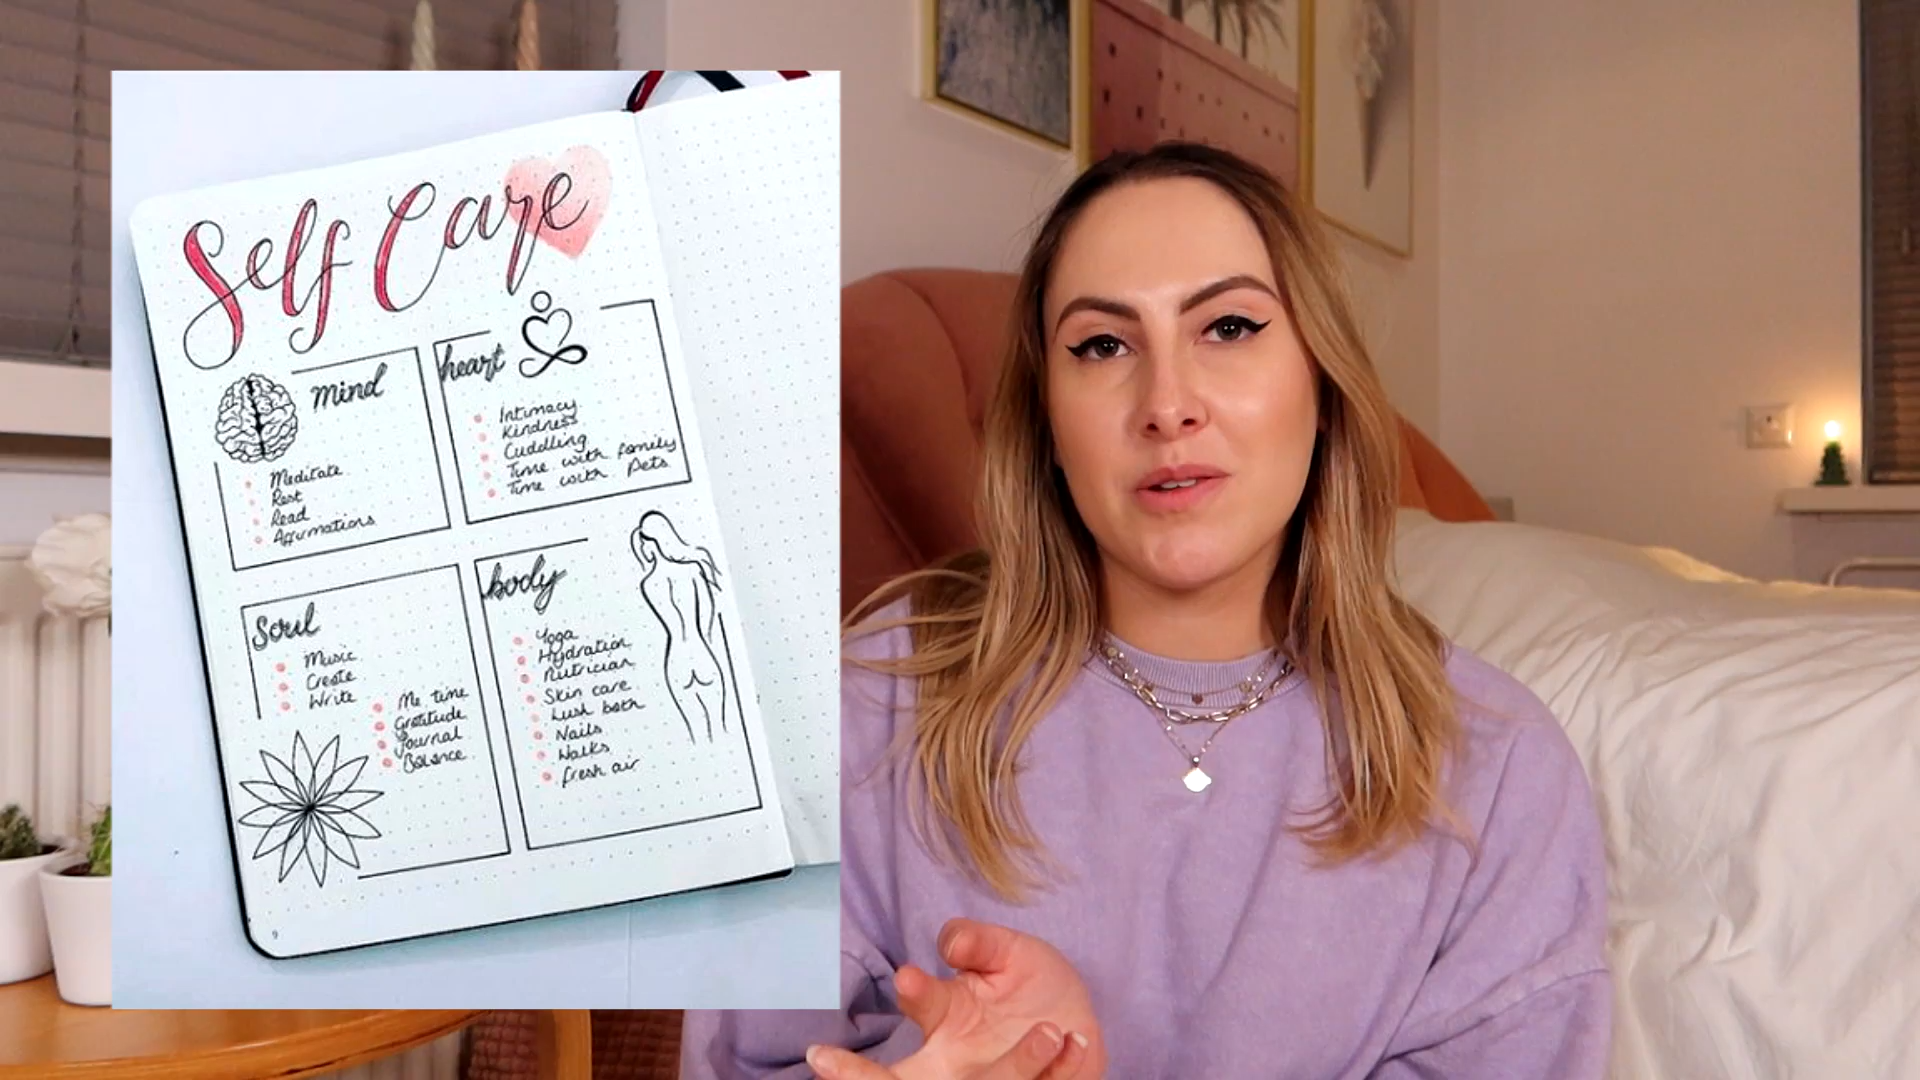 Self Care
mind
Meditate
Rest
Read
Affirmations
heart
Intimacy
Kindness
Cuddling
Time with family
Time with Pets
Soul
Music
Create
Write
Me time
Gratitude
Journal
Balance
body
Yoga
Hydration
Nutrician
Skin care
Lush bath
Nails
Walks
fresh air
9